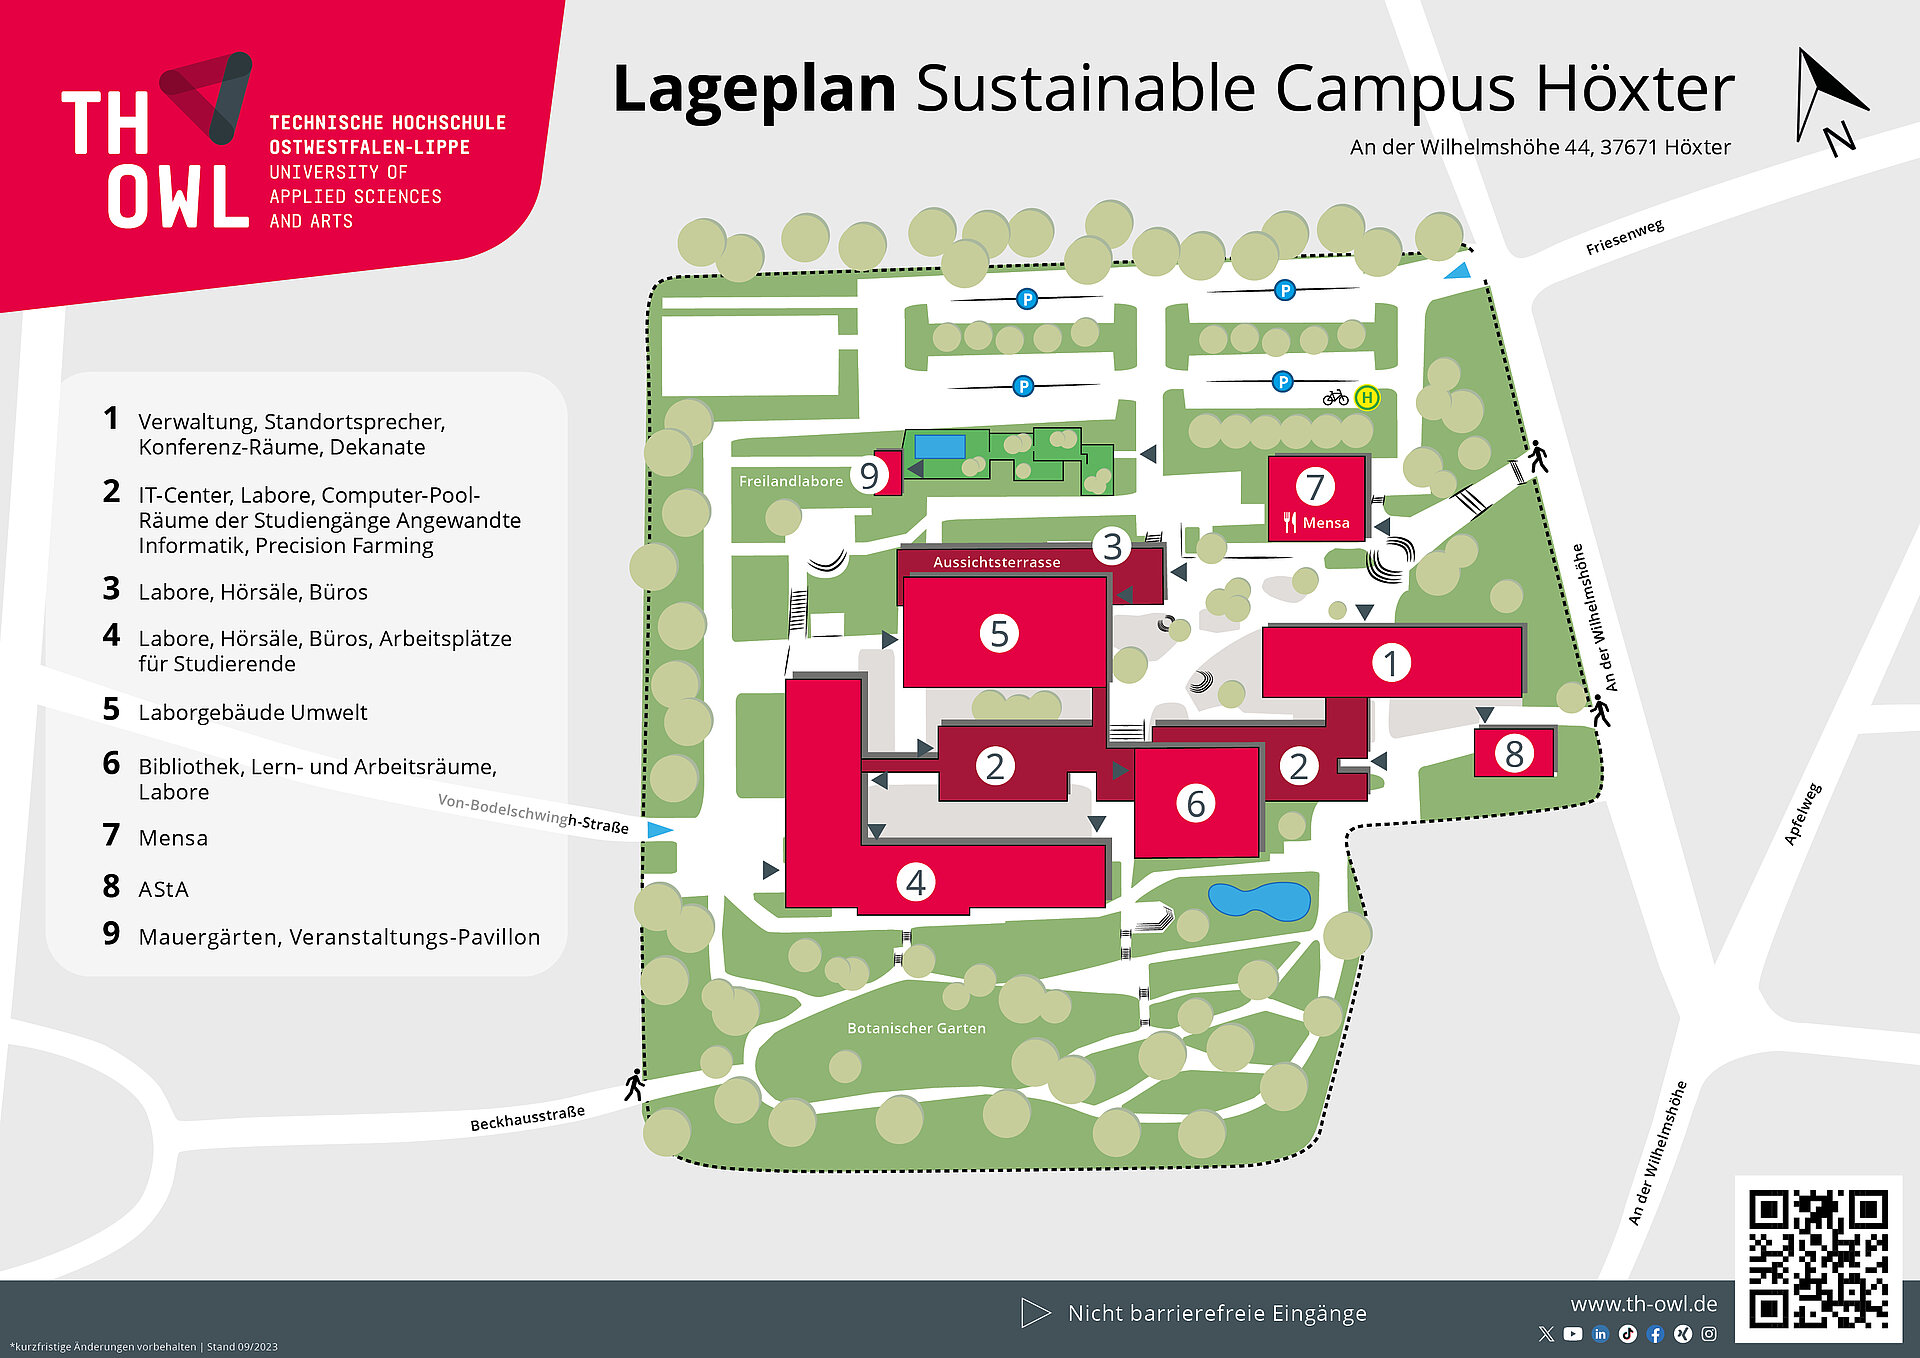 TH
OWL
TECHNISCHE HOCHSCHULE
OSTWESTFALEN-LIPPE
UNIVERSITY OF
APPLIED SCIENCES
AND ARTS
Lageplan Sustainable Campus Höxter
An der Wilhelmshöhe 44, 37671 Höxter
N
Friesenweg
1 Verwaltung, Standortsprecher,
Konferenz-Räume, Dekanate
2 IT-Center, Labore, Computer-Pool-
Räume der Studiengänge Angewandte
Informatik, Precision Farming
3 Labore, Hörsäle, Büros
4 Labore, Hörsäle, Büros, Arbeitsplätze
für Studierende
5 Laborgebäude Umwelt
6 Bibliothek, Lern- und Arbeitsräume,
Labore
7 Mensa
8 AStA
9 Mauergärten, Veranstaltungs-Pavillon
P
P
P
P
H
Freilandlabore
9
7
Mensa
3
Aussichtsterrasse
5
1
An der Wilhelmshöhe
2
2
8
6
4
Von-Bodelschwingh-Straße
Apfelweg
Botanischer Garten
Beckhausstraße
An der Wilhelmshöhe
Nicht barrierefreie Eingänge
www.th-owl.de
*kurzfristige Änderungen vorbehalten | Stand 09/2023